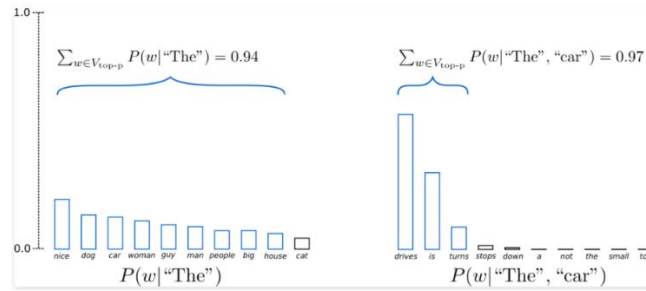 1.0
∑w∈Vtop-p P(w|“The”) = 0.94
∑w∈Vtop-p P(w|“The”, “car”) = 0.97
0.0
nice dog car woman guy man people big house cat
drives is turns stops down a not the small to
P(w|“The”)
P(w|“The”, “car”)